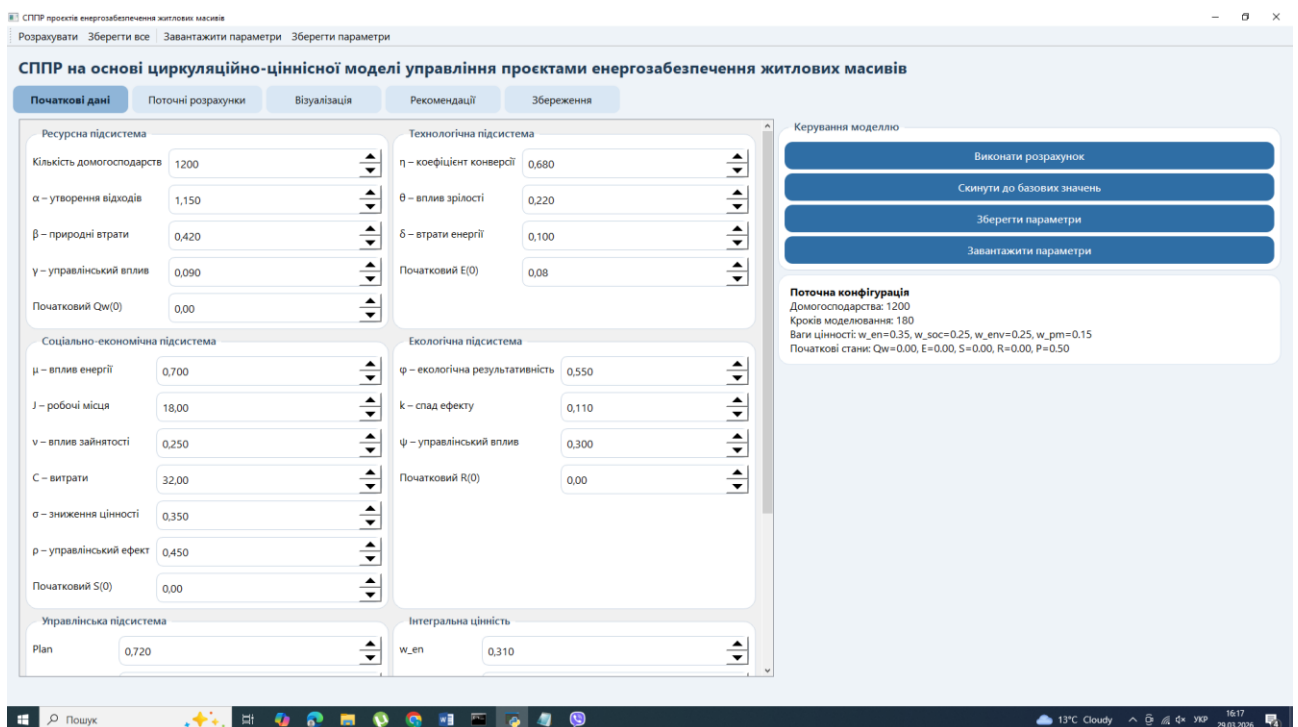 СППР проєктів енергозабезпечення житлових масивів
Розрахувати Зберегти все Завантажити параметри Зберегти параметри
СППР на основі циркуляційно-ціннісної моделі управління проєктами енергозабезпечення житлових масивів
Початкові дані Поточні розрахунки Візуалізація Рекомендації Збереження
Ресурсна підсистема
Кількість домогосподарств 1200
α – утворення відходів 1,150
β – природні втрати 0,420
γ – управлінський вплив 0,090
Початковий Qw(0) 0,00
Технологічна підсистема
η – коефіцієнт конверсії 0,680
θ – вплив зрілості 0,220
δ – втрати енергії 0,100
Початковий E(0) 0,08
Соціально-економічна підсистема
μ – вплив енергії 0,700
J – робочі місця 18,00
ν – вплив зайнятості 0,250
C – витрати 32,00
σ – зниження цінності 0,350
ρ – управлінський ефект 0,450
Початковий S(0) 0,00
Екологічна підсистема
φ – екологічна результативність 0,550
k – спад ефекту 0,110
ψ – управлінський вплив 0,300
Початковий R(0) 0,00
Управлінська підсистема
Plan 0,720
Інтегральна цінність
w_en 0,310
Керування моделлю
Виконати розрахунок
Скинути до базових значень
Зберегти параметри
Завантажити параметри
Поточна конфігурація
Домогосподарства: 1200
Кроків моделювання: 180
Ваги цінності: w_en=0.35, w_soc=0.25, w_env=0.25, w_pm=0.15
Початкові стани: Qw=0.00, E=0.00, S=0.00, R=0.00, P=0.50
Пошук
13°C Cloudy
УКР
16:17
29.03.2026